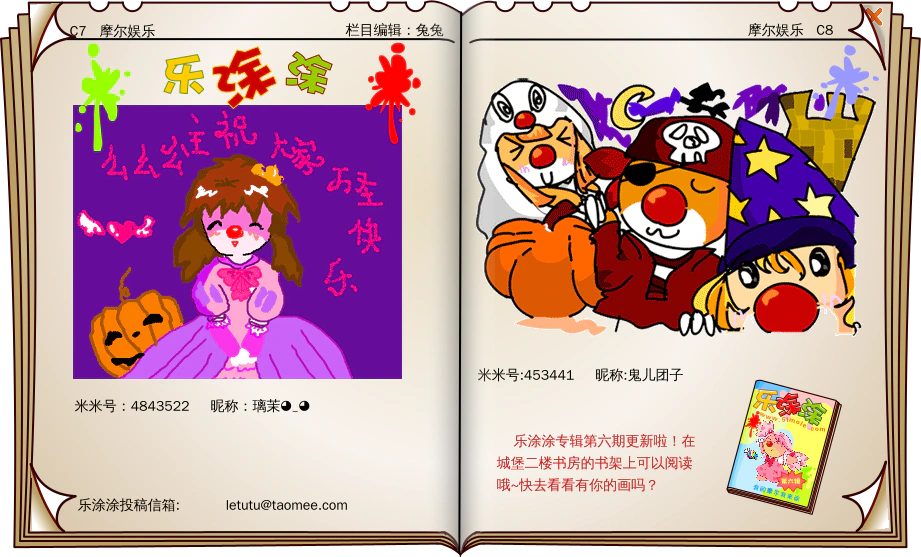 C7 摩尔娱乐
栏目编辑：兔兔
乐涂涂
么么公主祝大家万圣快乐
米米号：4843522 昵称：璃茉◕_◕
乐涂涂投稿信箱: letutu@taomee.com
摩尔娱乐 C8
米米号:453441 昵称:鬼儿团子
乐涂涂专辑第六期更新啦！在
城堡二楼书房的书架上可以阅读
哦~快去看看有你的画吗？
乐涂涂
www.51mole.com
第六辑